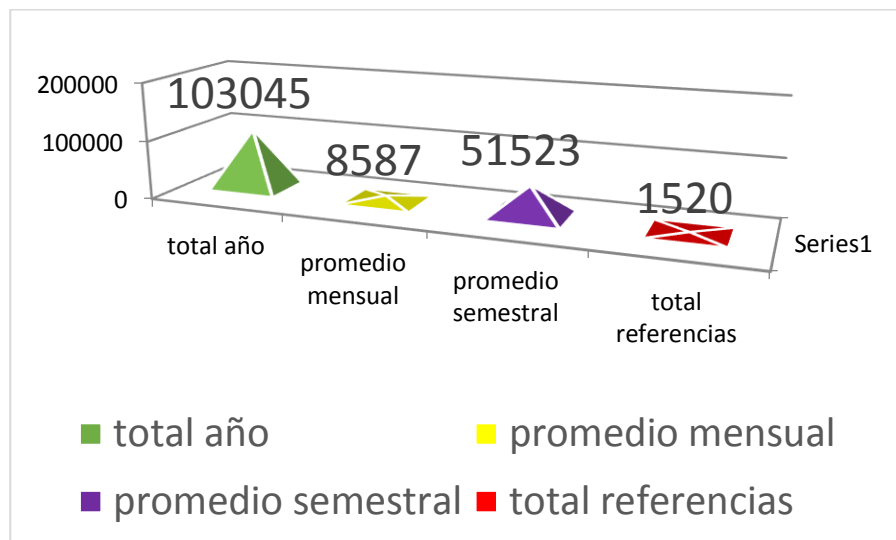 200000
100000
0
103045
8587
51523
1520
total año
promedio
mensual
promedio
semestral
total
referencias
Series1
total año
promedio mensual
promedio semestral
total referencias